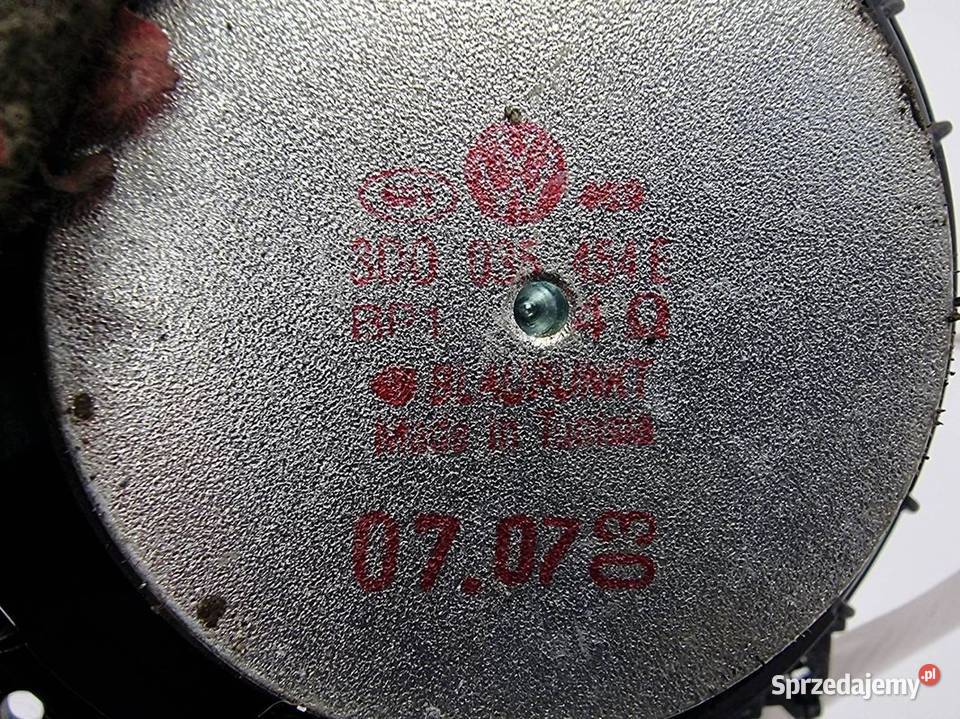 3D0 035 454 E
BP1 4 Ω
BLAUPUNKT
Made in Tunisia
07.07 03
Sprzedajemy.pl